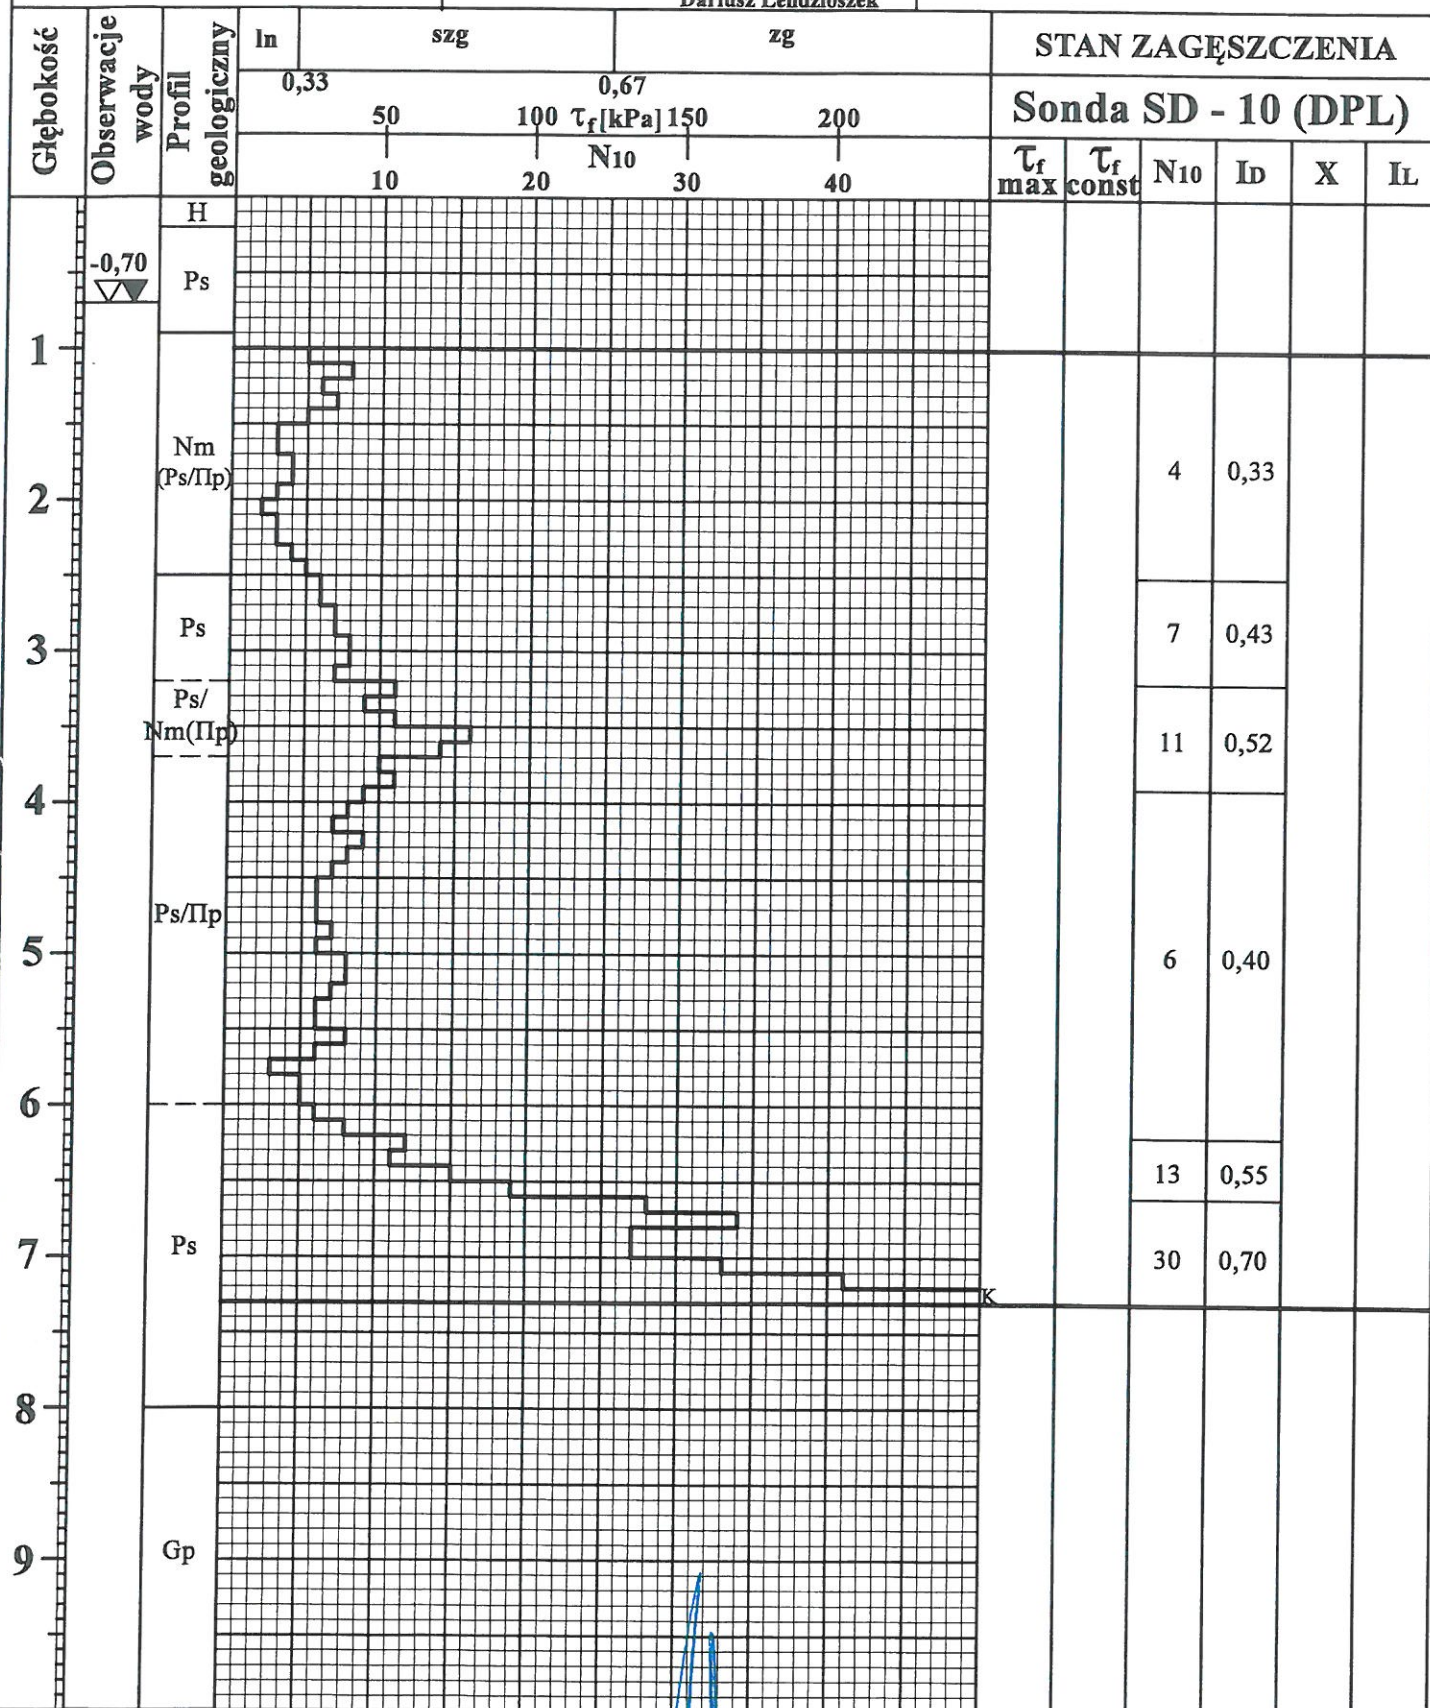 Dariusz Lendzioszek
Głębokość
Obserwacje wody
Profil geologiczny
ln szg zg
0,33 0,67
50 100 τf[kPa] 150 200
N10
10 20 30 40
STAN ZAGĘSZCZENIA
Sonda SD - 10 (DPL)
τf max τf const N10 ID X IL
H
-0,70
Ps
1
Nm
(Ps/Πp)
4 0,33
2
Ps
7 0,43
3
Ps/
Nm(Πp)
11 0,52
4
Ps/Πp
5
6 0,40
6
13 0,55
Ps
7
30 0,70
K
8
Gp
9